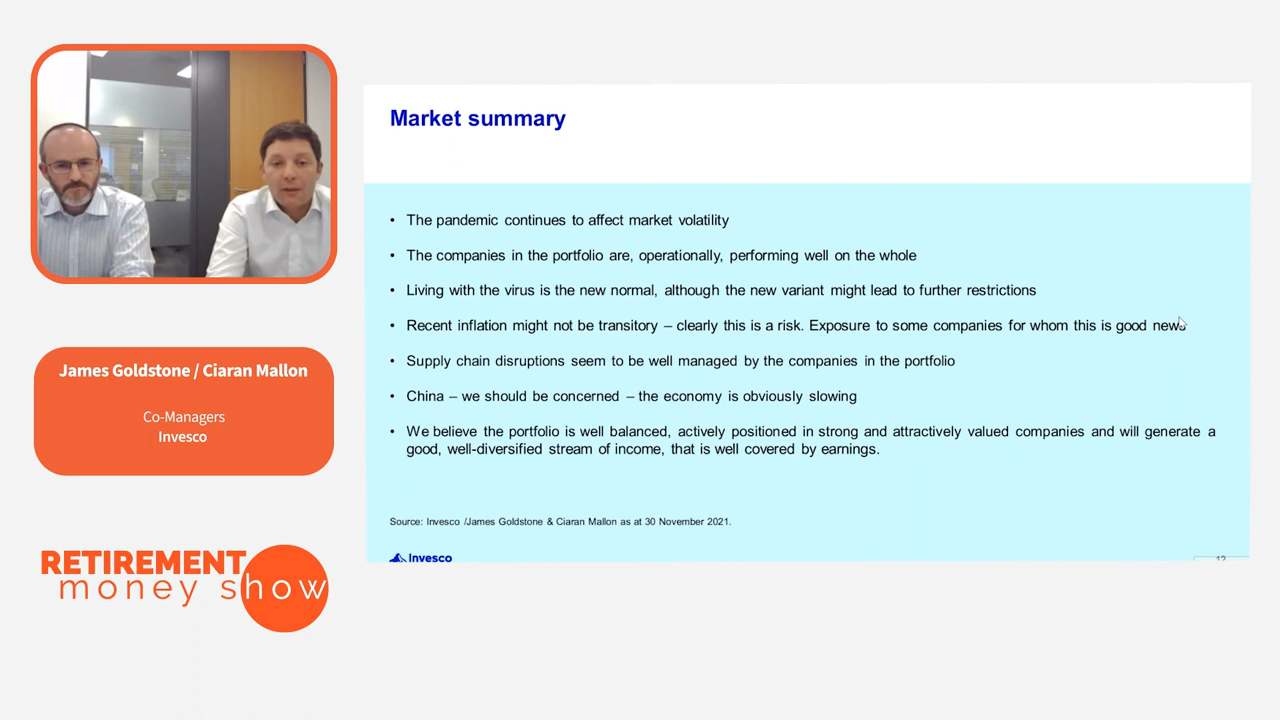 Market summary
• The pandemic continues to affect market volatility
• The companies in the portfolio are, operationally, performing well on the whole
• Living with the virus is the new normal, although the new variant might lead to further restrictions
• Recent inflation might not be transitory – clearly this is a risk. Exposure to some companies for whom this is good news
• Supply chain disruptions seem to be well managed by the companies in the portfolio
• China – we should be concerned – the economy is obviously slowing
• We believe the portfolio is well balanced, actively positioned in strong and attractively valued companies and will generate a
good, well-diversified stream of income, that is well covered by earnings.
Source: Invesco /James Goldstone & Ciaran Mallon as at 30 November 2021.
Invesco
12
James Goldstone / Ciaran Mallon
Co-Managers
Invesco
RETIREMENT
money show